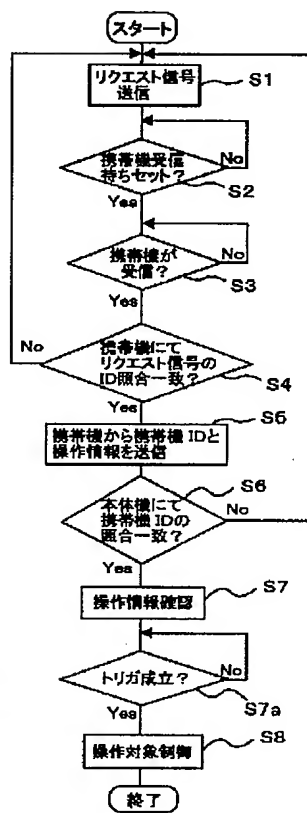 スタート
リクエスト信号
送信
S1
携帯機受信
待ちセット?
No
S2
Yes
携帯機が
受信?
No
S3
Yes
携帯機にて
リクエスト信号の
ID照合一致?
No
S4
Yes
S5
携帯機から携帯機IDと
操作情報を送信
S6
本体機にて
携帯機IDの
照合一致?
No
Yes
S7
操作情報確認
トリガ成立?
No
S7a
Yes
S8
操作対象制御
終了